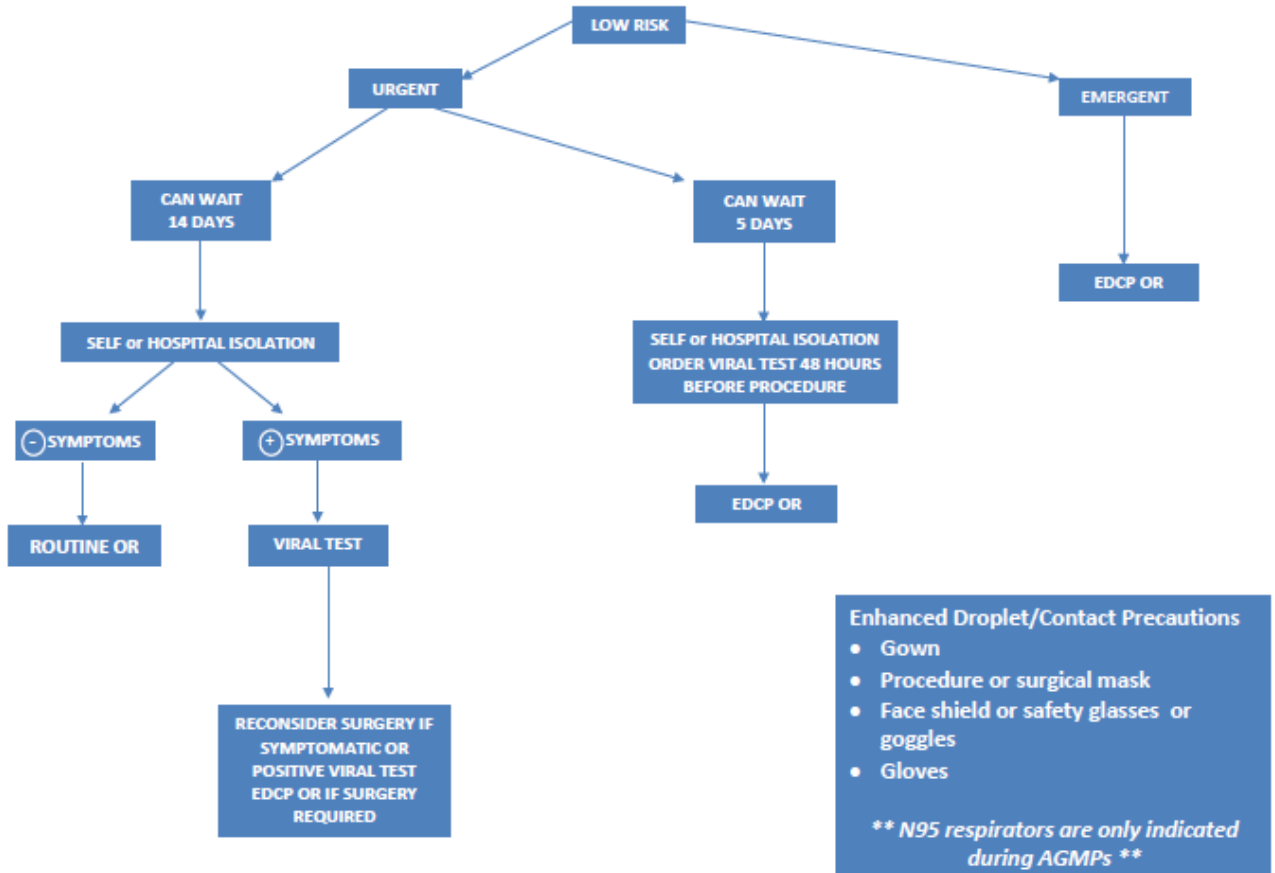 LOW RISK
URGENT
EMERGENT
CAN WAIT
14 DAYS
CAN WAIT
5 DAYS
EDCP OR
SELF or HOSPITAL ISOLATION
SELF or HOSPITAL ISOLATION
ORDER VIRAL TEST 48 HOURS
BEFORE PROCEDURE
- SYMPTOMS
+ SYMPTOMS
EDCP OR
ROUTINE OR
VIRAL TEST
RECONSIDER SURGERY IF
SYMPTOMATIC OR
POSITIVE VIRAL TEST
EDCP OR IF SURGERY
REQUIRED
Enhanced Droplet/Contact Precautions
• Gown
• Procedure or surgical mask
• Face shield or safety glasses or
goggles
• Gloves
** N95 respirators are only indicated
during AGMPs **